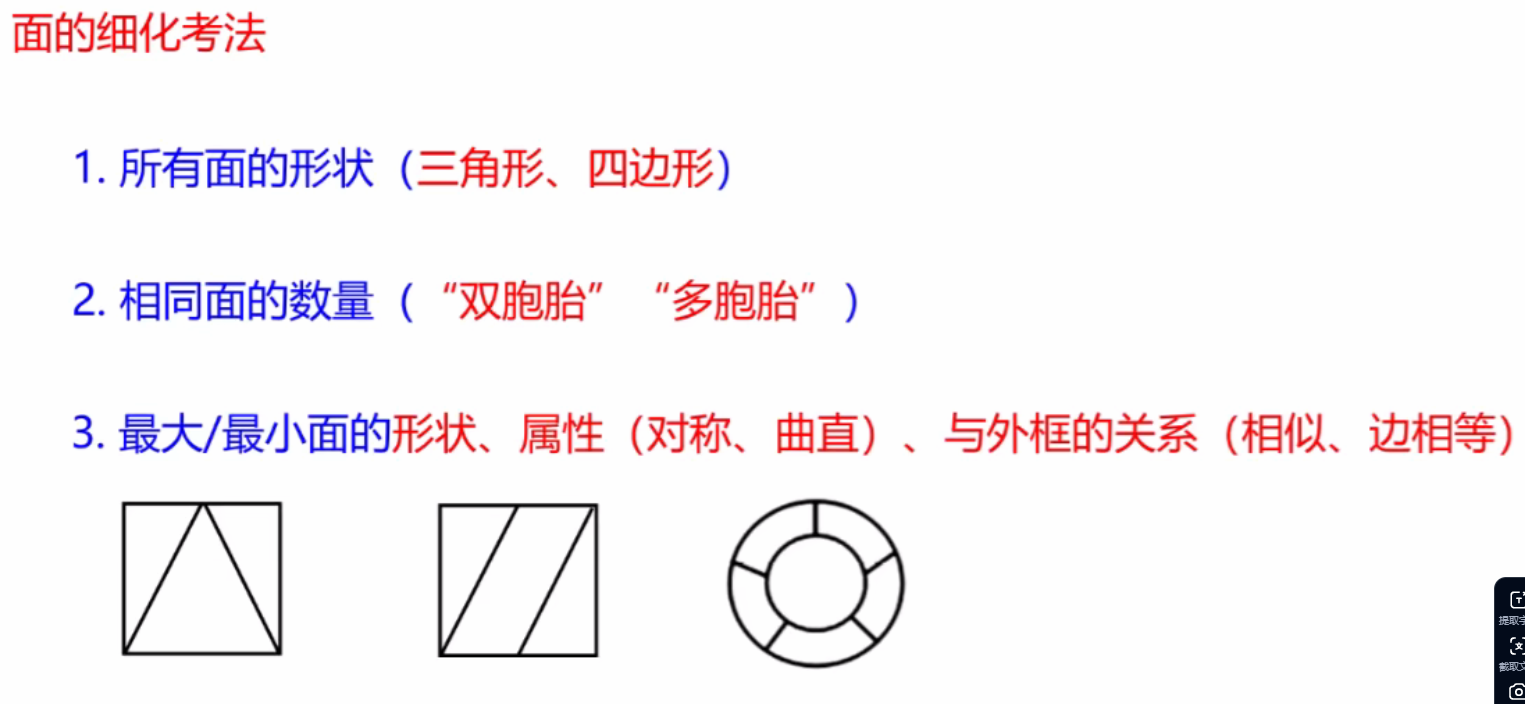 面的细化考法
1. 所有面的形状（三角形、四边形）
2. 相同面的数量（“双胞胎” “多胞胎”）
3. 最大/最小面的形状、属性（对称、曲直）、与外框的关系（相似、边相等）
提取字
截取文